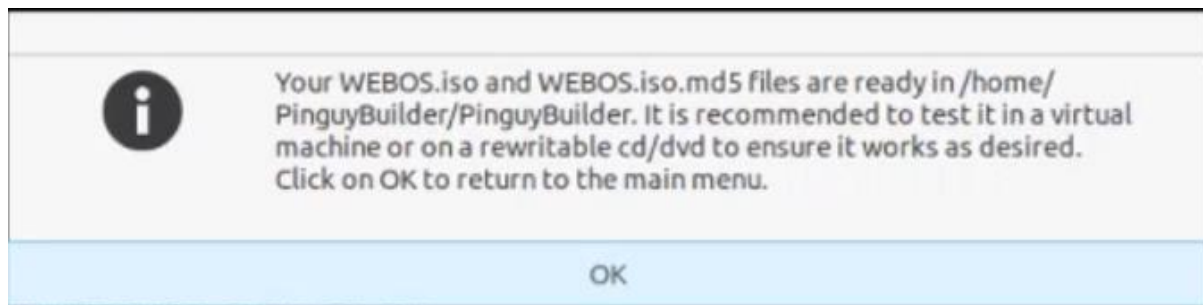 Your WEBOS.iso and WEBOS.iso.md5 files are ready in /home/
PinguyBuilder/PinguyBuilder. It is recommended to test it in a virtual
machine or on a rewritable cd/dvd to ensure it works as desired.
Click on OK to return to the main menu.
OK